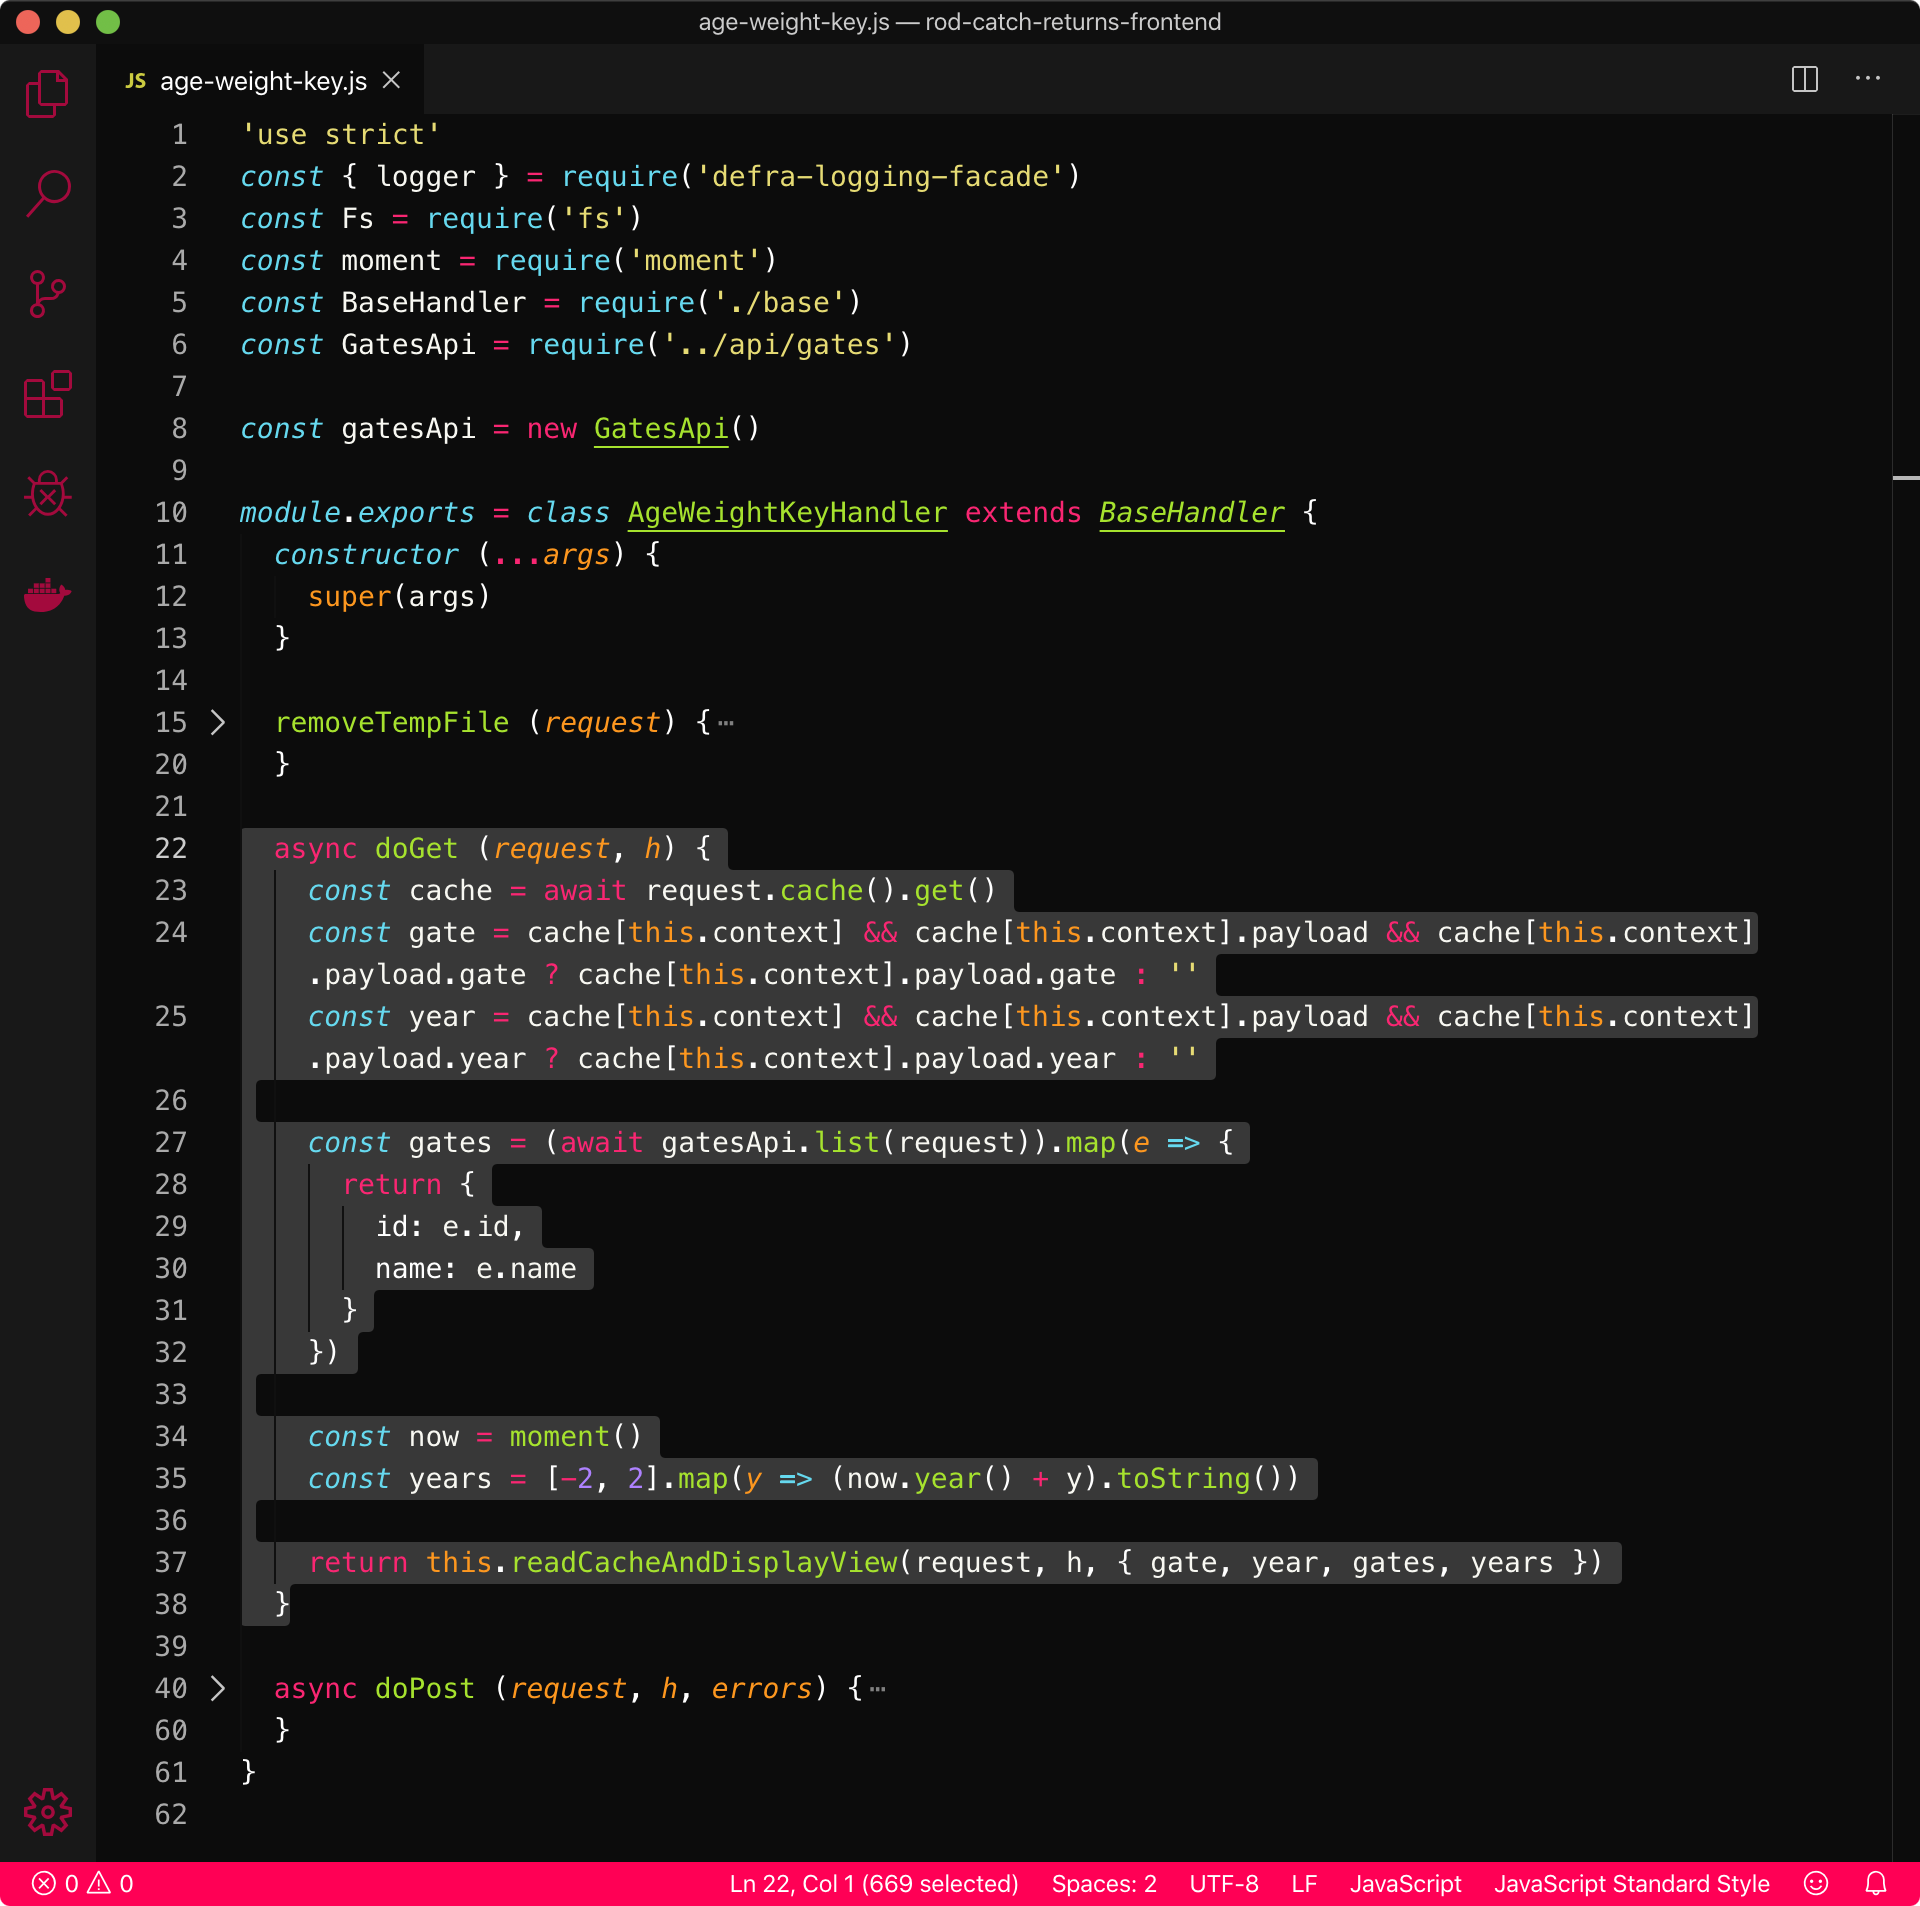 age-weight-key.js — rod-catch-returns-frontend
JS age-weight-key.js
1 'use strict'
2 const { logger } = require('defra-logging-facade')
3 const Fs = require('fs')
4 const moment = require('moment')
5 const BaseHandler = require('./base')
6 const GatesApi = require('../api/gates')
7
8 const gatesApi = new GatesApi()
9
10 module.exports = class AgeWeightKeyHandler extends BaseHandler {
11   constructor (...args) {
12     super(args)
13   }
14
15   removeTempFile (request) {…
20   }
21
22   async doGet (request, h) {
23     const cache = await request.cache().get()
24     const gate = cache[this.context] && cache[this.context].payload && cache[this.context]
.payload.gate ? cache[this.context].payload.gate : ''
25     const year = cache[this.context] && cache[this.context].payload && cache[this.context]
.payload.year ? cache[this.context].payload.year : ''
26
27     const gates = (await gatesApi.list(request)).map(e => {
28       return {
29         id: e.id,
30         name: e.name
31       }
32     })
33
34     const now = moment()
35     const years = [-2, 2].map(y => (now.year() + y).toString())
36
37     return this.readCacheAndDisplayView(request, h, { gate, year, gates, years })
38   }
39
40   async doPost (request, h, errors) {…
60   }
61 }
62
0 0 Ln 22, Col 1 (669 selected) Spaces: 2 UTF-8 LF JavaScript JavaScript Standard Style